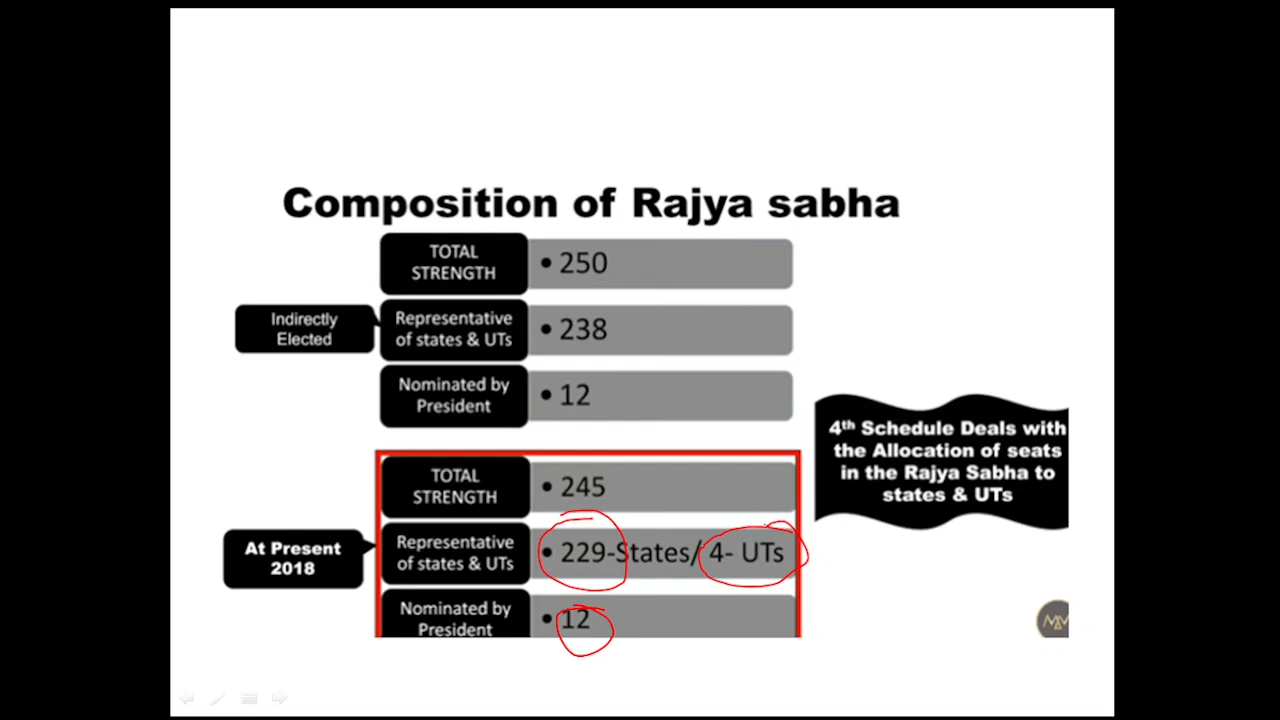 Composition of Rajya sabha
TOTAL
STRENGTH
• 250
Indirectly
Elected
Representative
of states & UTs
• 238
Nominated by
President
• 12
4th Schedule Deals with
the Allocation of seats
in the Rajya Sabha to
states & UTs
TOTAL
STRENGTH
• 245
At Present
2018
Representative
of states & UTs
• 229-States/ 4- UTs
Nominated by
President
• 12